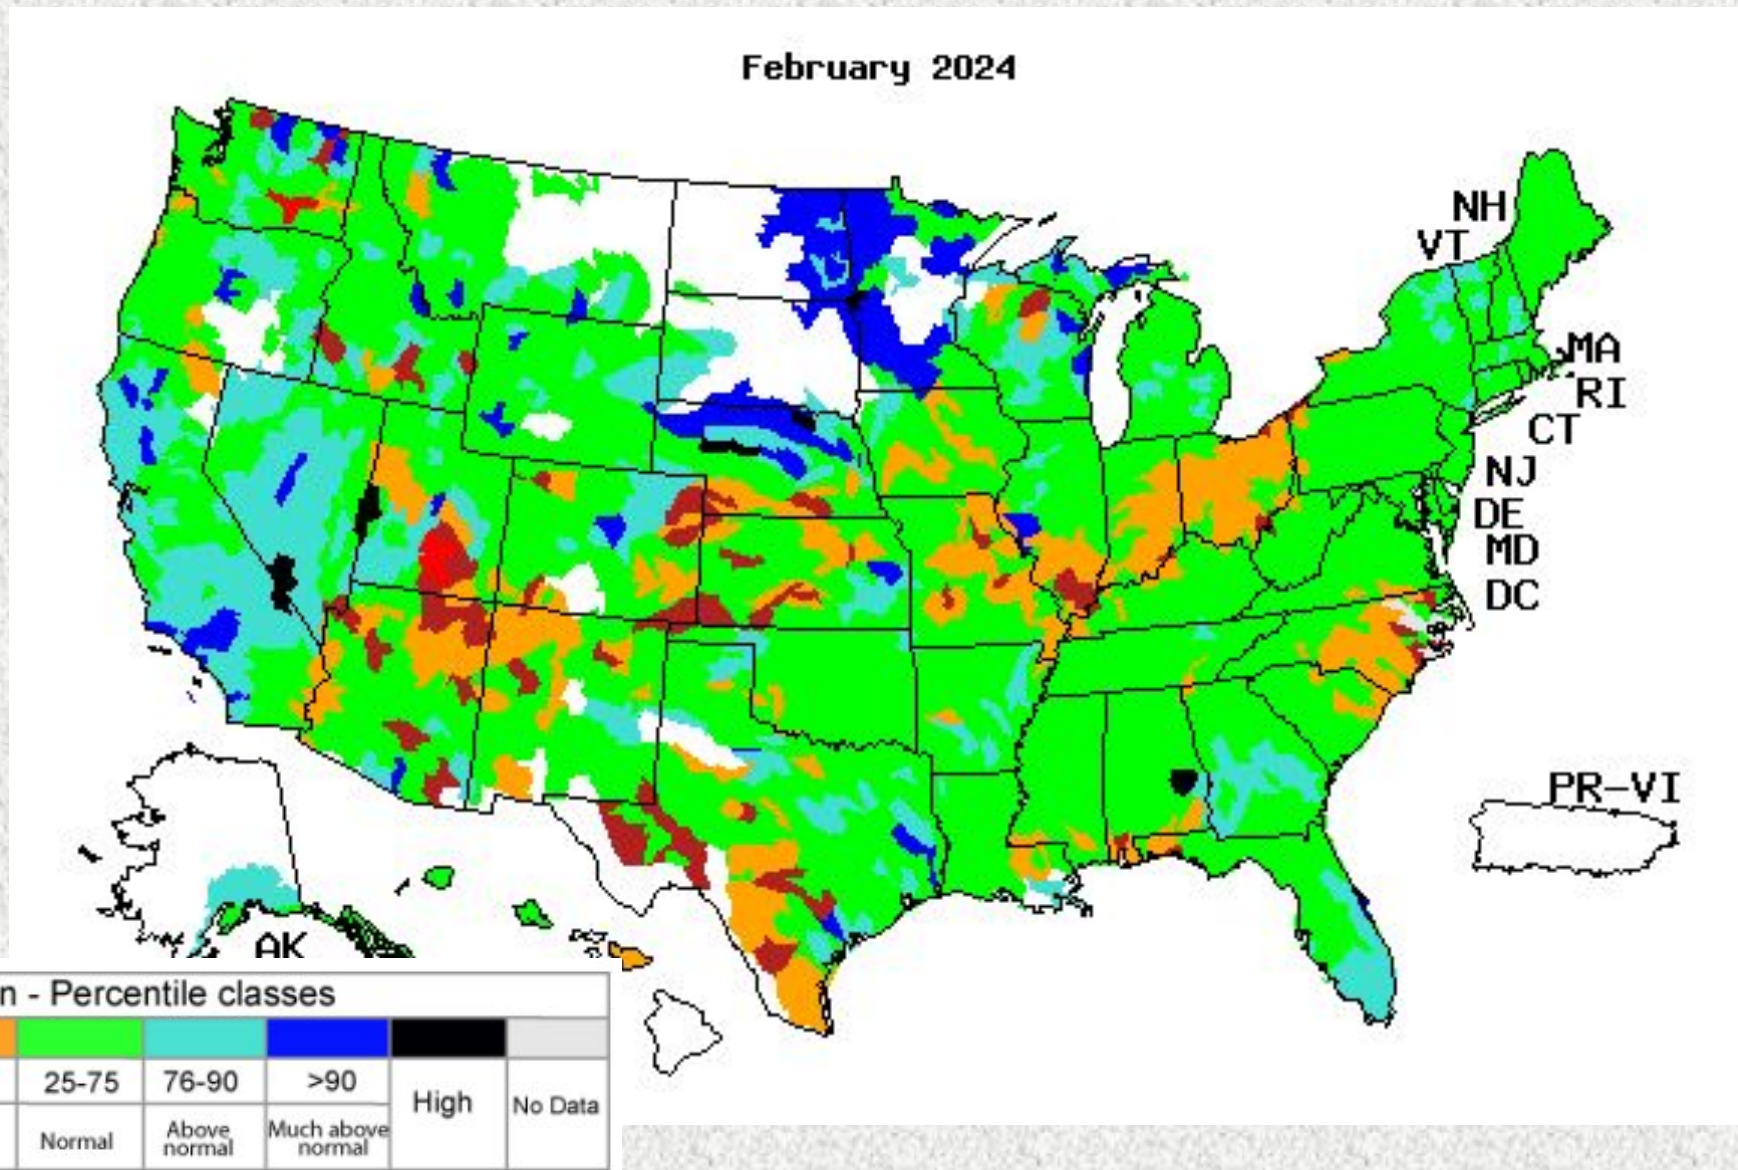 February 2024
NH
VT
MA
RI
CT
NJ
DE
MD
DC
PR-VI
AK
n - Percentile classes
25-75 76-90 >90 High No Data
Normal Above normal Much above normal